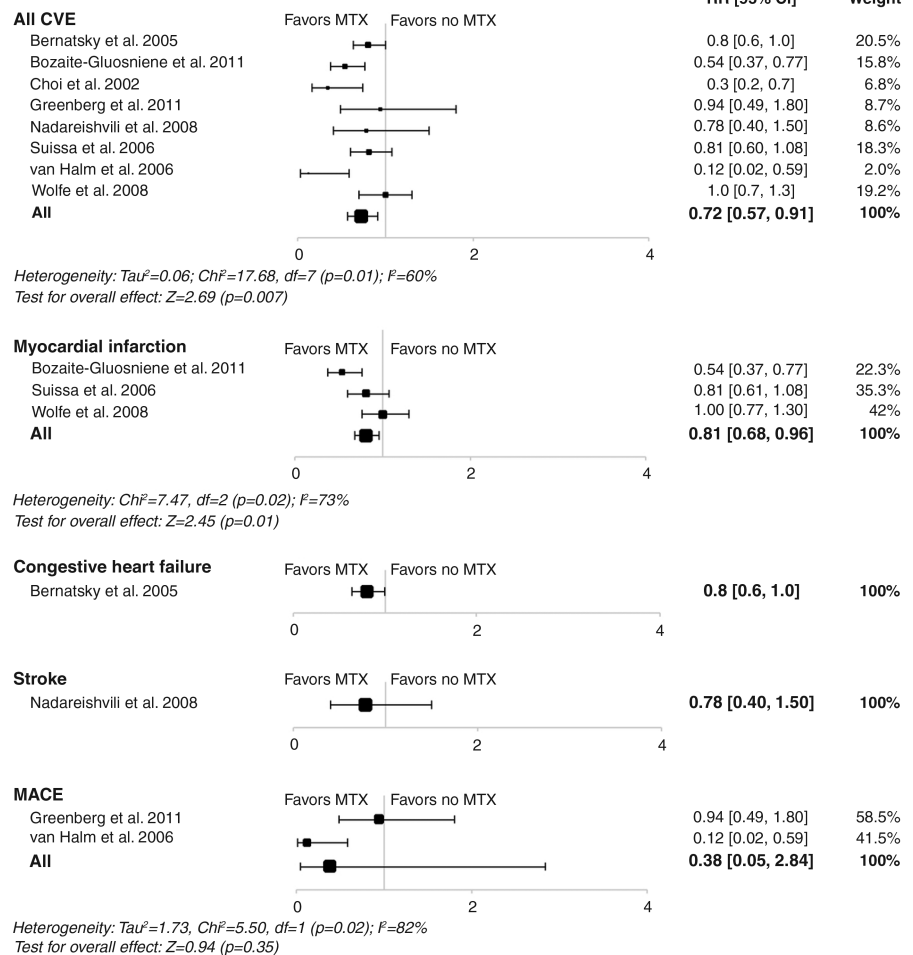 RR [95% CI] Weight
All CVE Favors MTX Favors no MTX
Bernatsky et al. 2005 0.8 [0.6, 1.0] 20.5%
Bozaite-Gluosniene et al. 2011 0.54 [0.37, 0.77] 15.8%
Choi et al. 2002 0.3 [0.2, 0.7] 6.8%
Greenberg et al. 2011 0.94 [0.49, 1.80] 8.7%
Nadareishvili et al. 2008 0.78 [0.40, 1.50] 8.6%
Suissa et al. 2006 0.81 [0.60, 1.08] 18.3%
van Halm et al. 2006 0.12 [0.02, 0.59] 2.0%
Wolfe et al. 2008 1.0 [0.7, 1.3] 19.2%
All 0.72 [0.57, 0.91] 100%
0 2 4
Heterogeneity: Tau²=0.06; Chi²=17.68, df=7 (p=0.01); I²=60%
Test for overall effect: Z=2.69 (p=0.007)
Myocardial infarction Favors MTX Favors no MTX
Bozaite-Gluosniene et al. 2011 0.54 [0.37, 0.77] 22.3%
Suissa et al. 2006 0.81 [0.61, 1.08] 35.3%
Wolfe et al. 2008 1.00 [0.77, 1.30] 42%
All 0.81 [0.68, 0.96] 100%
0 2 4
Heterogeneity: Chi²=7.47, df=2 (p=0.02); I²=73%
Test for overall effect: Z=2.45 (p=0.01)
Congestive heart failure Favors MTX Favors no MTX
Bernatsky et al. 2005 0.8 [0.6, 1.0] 100%
0 2 4
Stroke Favors MTX Favors no MTX
Nadareishvili et al. 2008 0.78 [0.40, 1.50] 100%
0 2 4
MACE Favors MTX Favors no MTX
Greenberg et al. 2011 0.94 [0.49, 1.80] 58.5%
van Halm et al. 2006 0.12 [0.02, 0.59] 41.5%
All 0.38 [0.05, 2.84] 100%
0 2 4
Heterogeneity: Tau²=1.73, Chi²=5.50, df=1 (p=0.02); I²=82%
Test for overall effect: Z=0.94 (p=0.35)